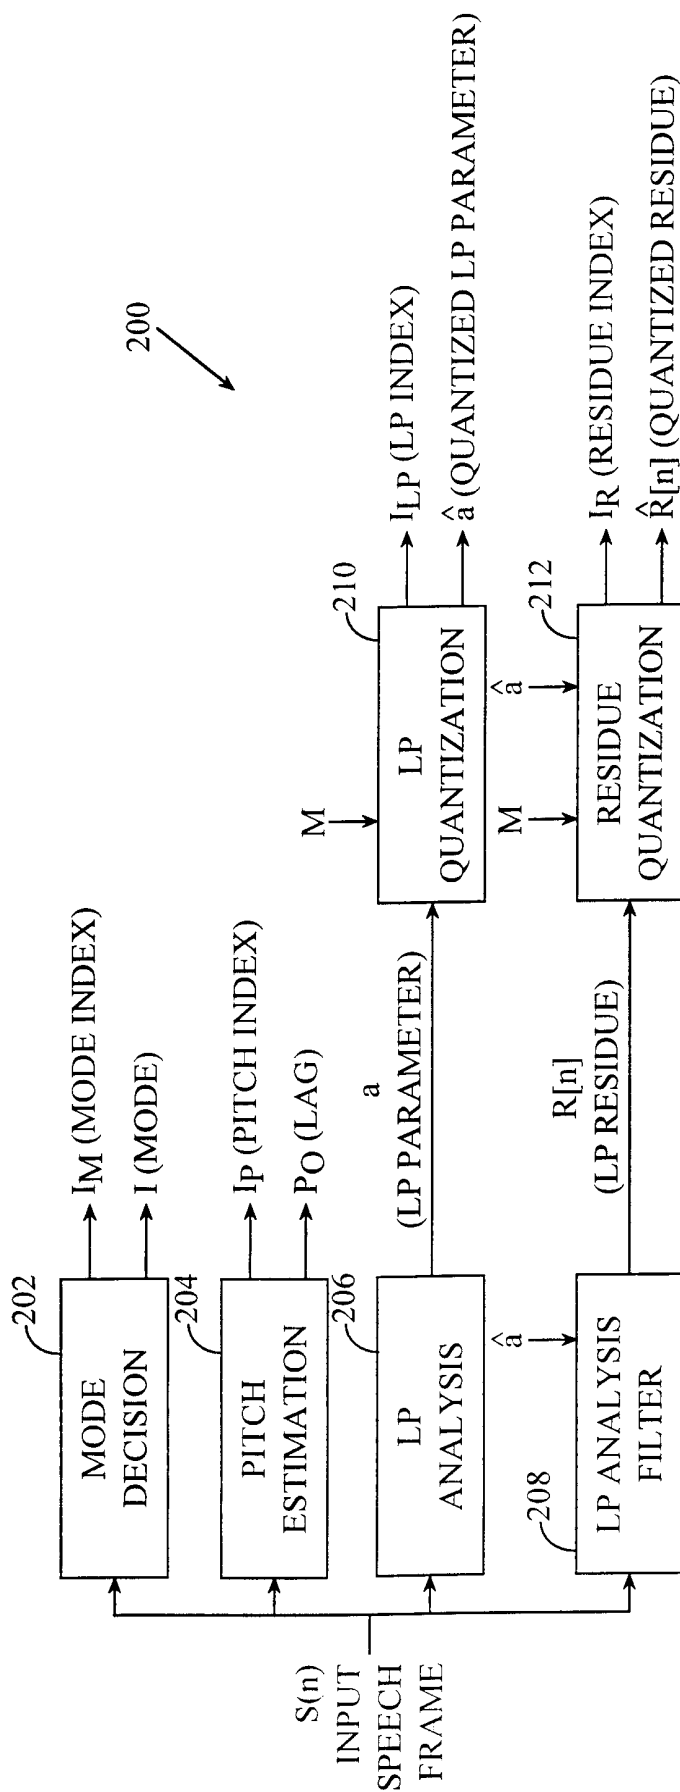 200
S(n)
INPUT
SPEECH
FRAME
202
MODE
DECISION
I_M (MODE INDEX)
I (MODE)
204
PITCH
ESTIMATION
I_P (PITCH INDEX)
P_O (LAG)
206
LP
ANALYSIS
a
(LP PARAMETER)
M
210
LP
QUANTIZATION
I_LP (LP INDEX)
â (QUANTIZED LP PARAMETER)
208
â
LP ANALYSIS
FILTER
R[n]
(LP RESIDUE)
M
â
212
RESIDUE
QUANTIZATION
I_R (RESIDUE INDEX)
R̂[n] (QUANTIZED RESIDUE)